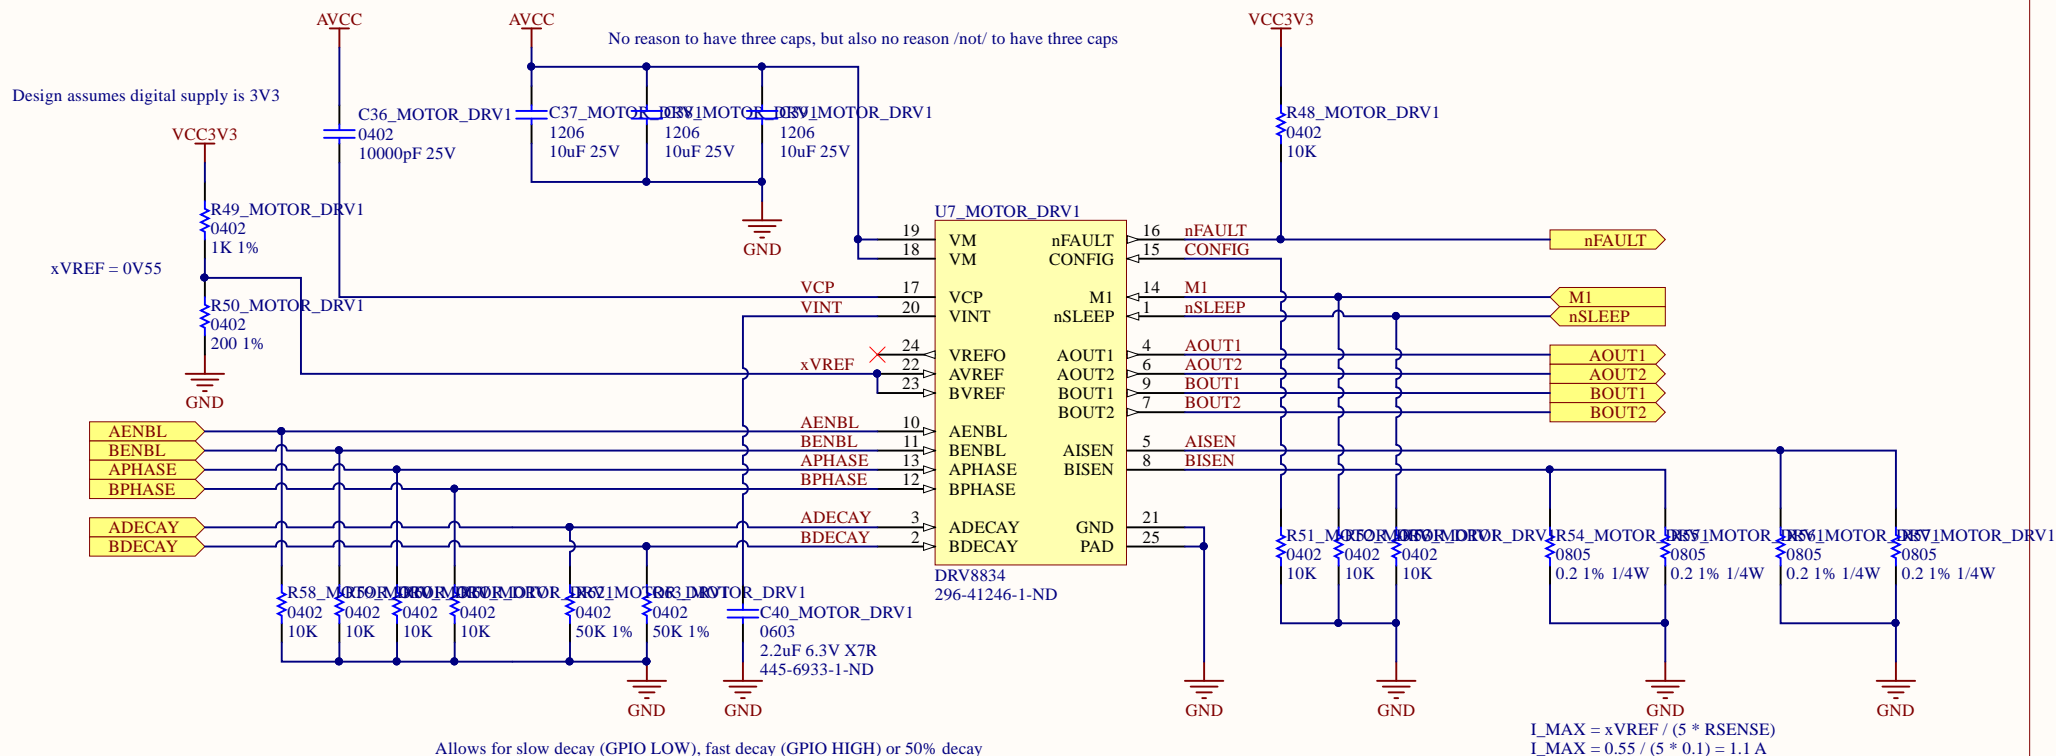 AVCC
AVCC
VCC3V3
No reason to have three caps, but also no reason /not/ to have three caps
Design assumes digital supply is 3V3
VCC3V3
C36_MOTOR_DRV1
0402
10000pF 25V
C37_MOTOR_DRV1
1206
10uF 25V
1206
10uF 25V
1206
10uF 25V
GND
R48_MOTOR_DRV1
0402
10K
R49_MOTOR_DRV1
0402
1K 1%
xVREF = 0V55
R50_MOTOR_DRV1
0402
200 1%
GND
U7_MOTOR_DRV1
19 VM
18 VM
VCP 17 VCP
VINT 20 VINT
24 VREFO
xVREF 22 AVREF
23 BVREF
AENBL AENBL 10 AENBL
BENBL BENBL 11 BENBL
APHASE APHASE 13 APHASE
BPHASE BPHASE 12 BPHASE
ADECAY ADECAY 3 ADECAY
BDECAY BDECAY 2 BDECAY
nFAULT 16 nFAULT nFAULT
CONFIG 15 CONFIG
M1 14 M1 M1
nSLEEP 1 nSLEEP nSLEEP
AOUT1 4 AOUT1 AOUT1
AOUT2 6 AOUT2 AOUT2
BOUT1 9 BOUT1 BOUT1
BOUT2 7 BOUT2 BOUT2
AISEN 5 AISEN
BISEN 8 BISEN
GND 21
PAD 25
DRV8834
296-41246-1-ND
0402
10K
0402
10K
0402
10K
0402
10K
0402
50K 1%
0402
50K 1%
GND
C40_MOTOR_DRV1
0603
2.2uF 6.3V X7R
445-6933-1-ND
GND
GND
0402
10K
0402
10K
0402
10K
GND
0805
0.2 1% 1/4W
0805
0.2 1% 1/4W
GND
0805
0.2 1% 1/4W
0805
0.2 1% 1/4W
GND
Allows for slow decay (GPIO LOW), fast decay (GPIO HIGH) or 50% decay
I_MAX = xVREF / (5 * RSENSE)
I_MAX = 0.55 / (5 * 0.1) = 1.1 A